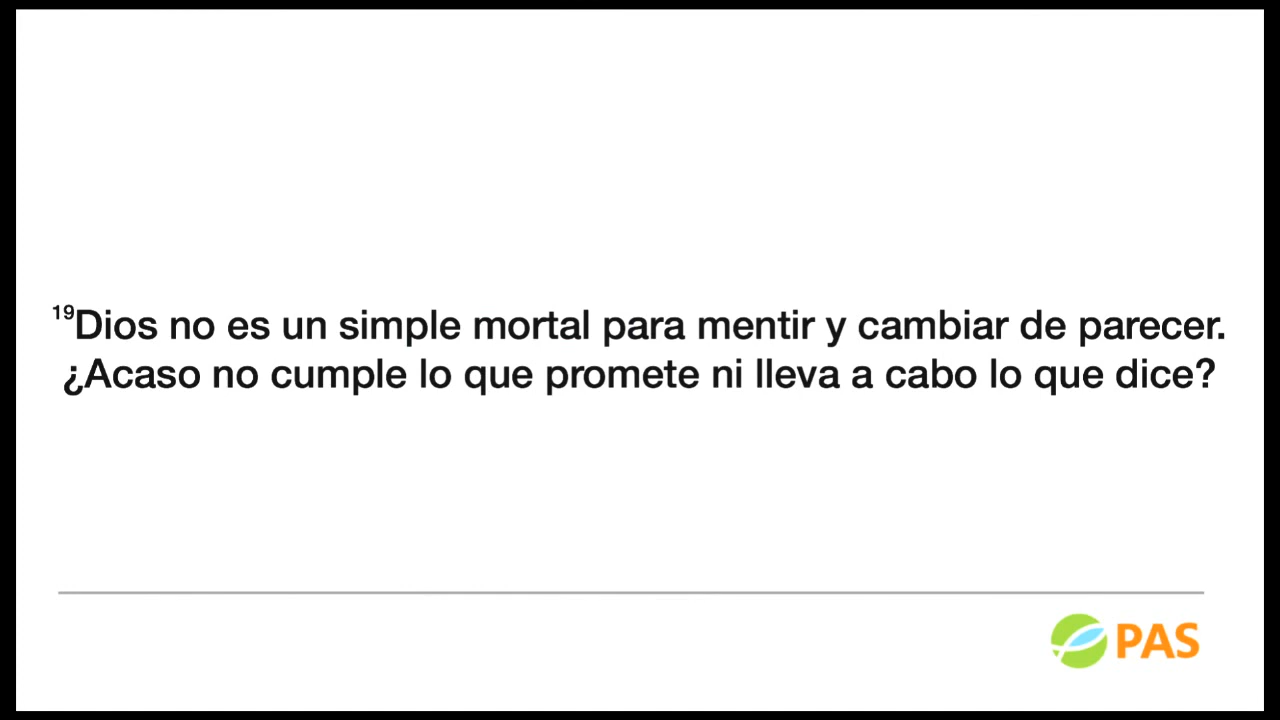 19Dios no es un simple mortal para mentir y cambiar de parecer.
¿Acaso no cumple lo que promete ni lleva a cabo lo que dice?
PAS